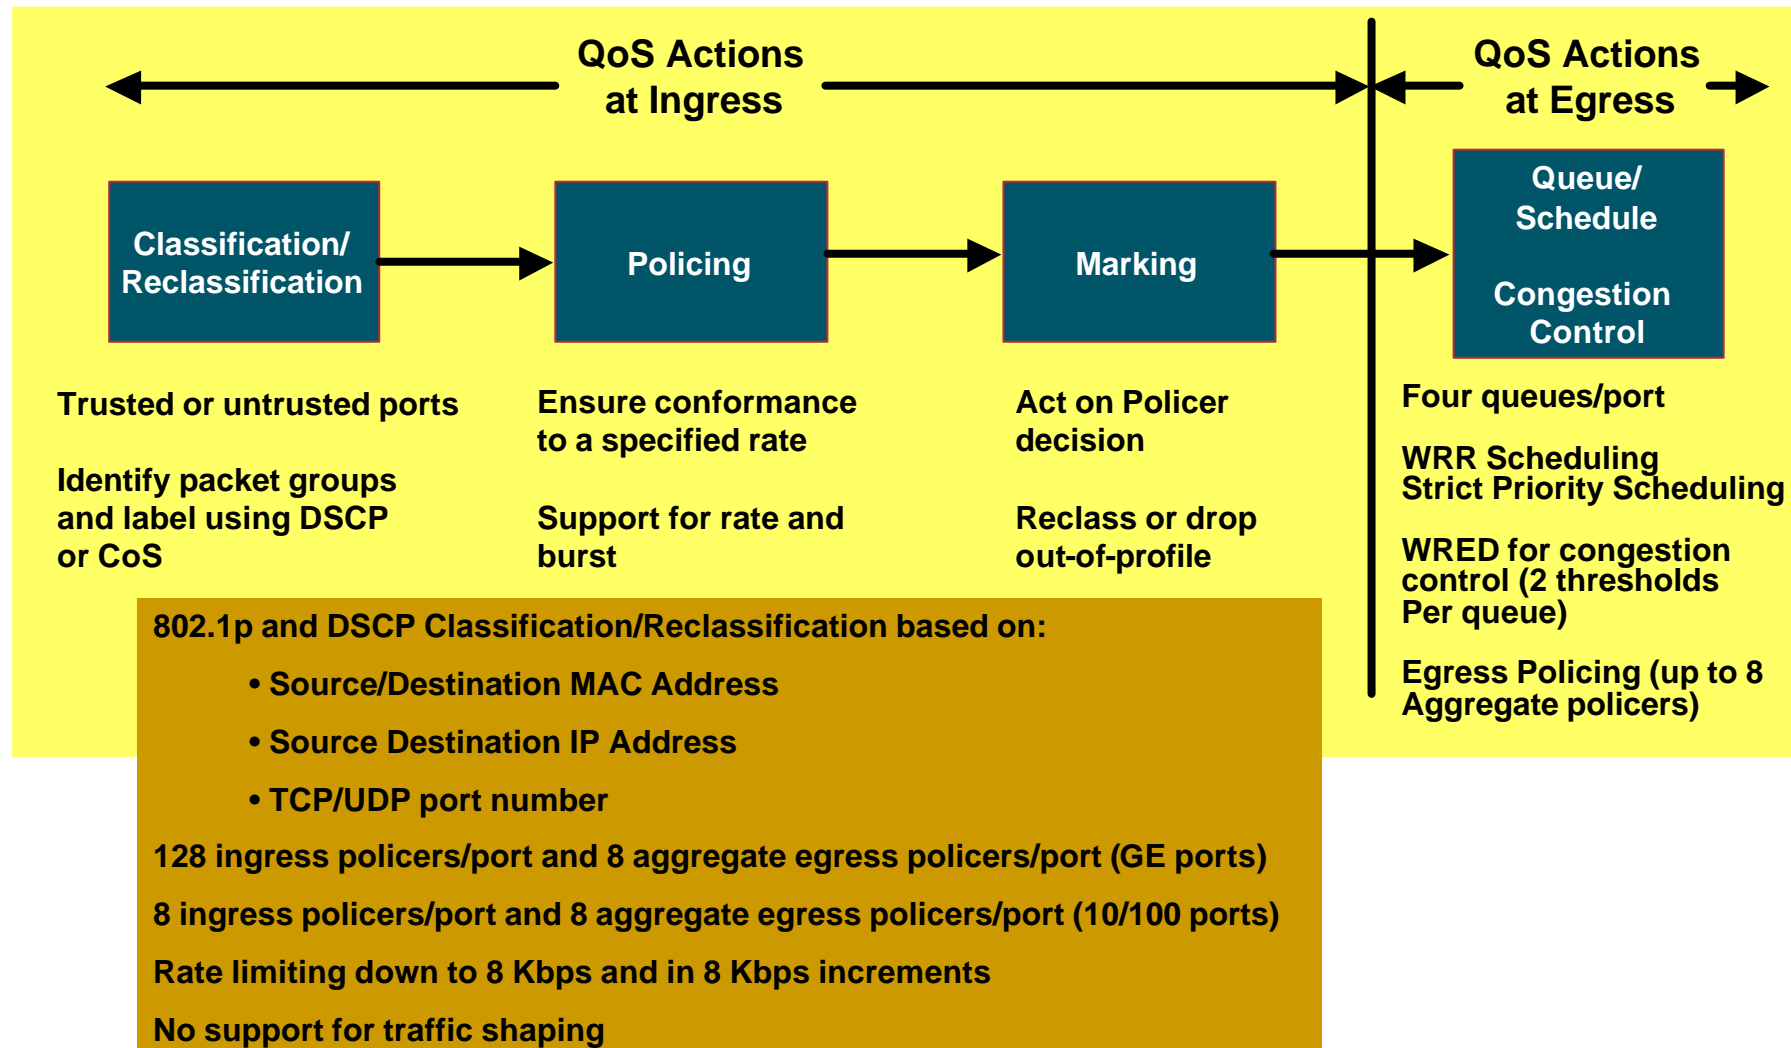 QoS Actions
at Ingress
QoS Actions
at Egress
Classification/
Reclassification
Policing
Marking
Queue/
Schedule
Congestion
Control
Trusted or untrusted ports
Identify packet groups
and label using DSCP
or CoS
Ensure conformance
to a specified rate
Support for rate and
burst
Act on Policer
decision
Reclass or drop
out-of-profile
Four queues/port
WRR Scheduling
Strict Priority Scheduling
WRED for congestion
control (2 thresholds
Per queue)
Egress Policing (up to 8
Aggregate policers)
802.1p and DSCP Classification/Reclassification based on:
• Source/Destination MAC Address
• Source Destination IP Address
• TCP/UDP port number
128 ingress policers/port and 8 aggregate egress policers/port (GE ports)
8 ingress policers/port and 8 aggregate egress policers/port (10/100 ports)
Rate limiting down to 8 Kbps and in 8 Kbps increments
No support for traffic shaping